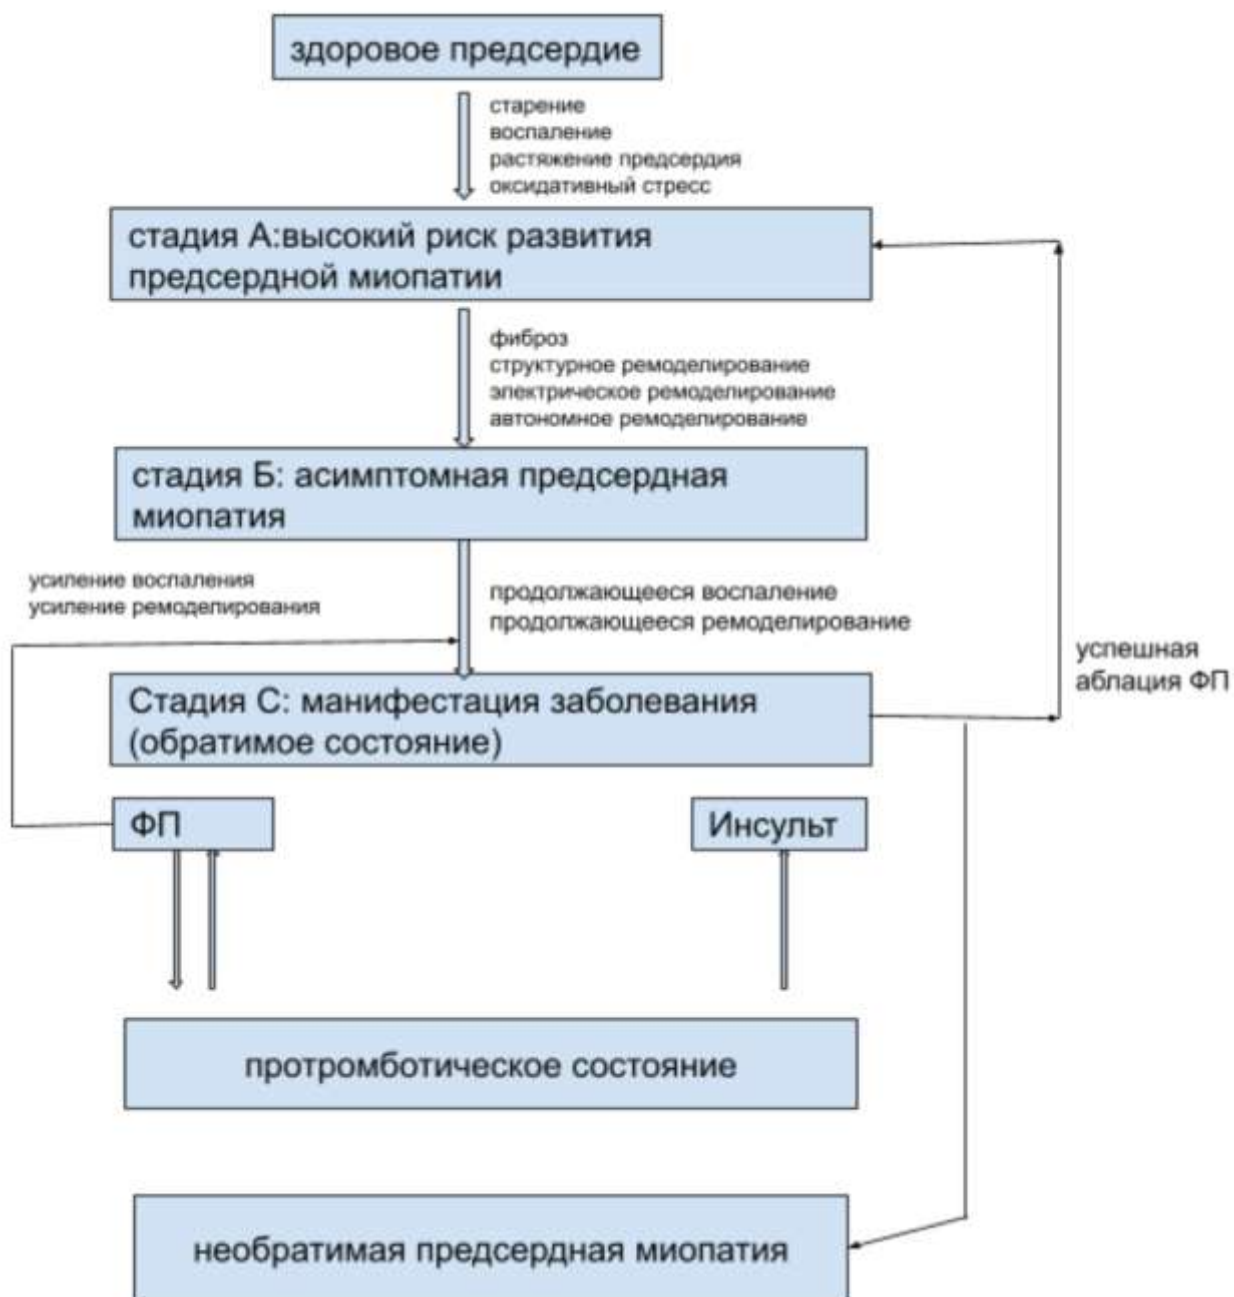 здоровое предсердие
старение
воспаление
растяжение предсердия
оксидативный стресс
стадия А:высокий риск развития
предсердной миопатии
фиброз
структурное ремоделирование
электрическое ремоделирование
автономное ремоделирование
стадия Б: асимптомная предсердная
миопатия
усиление воспаления
усиление ремоделирования
продолжающееся воспаление
продолжающееся ремоделирование
успешная
аблация ФП
Стадия С: манифестация заболевания
(обратимое состояние)
ФП
Инсульт
протромботическое состояние
необратимая предсердная миопатия